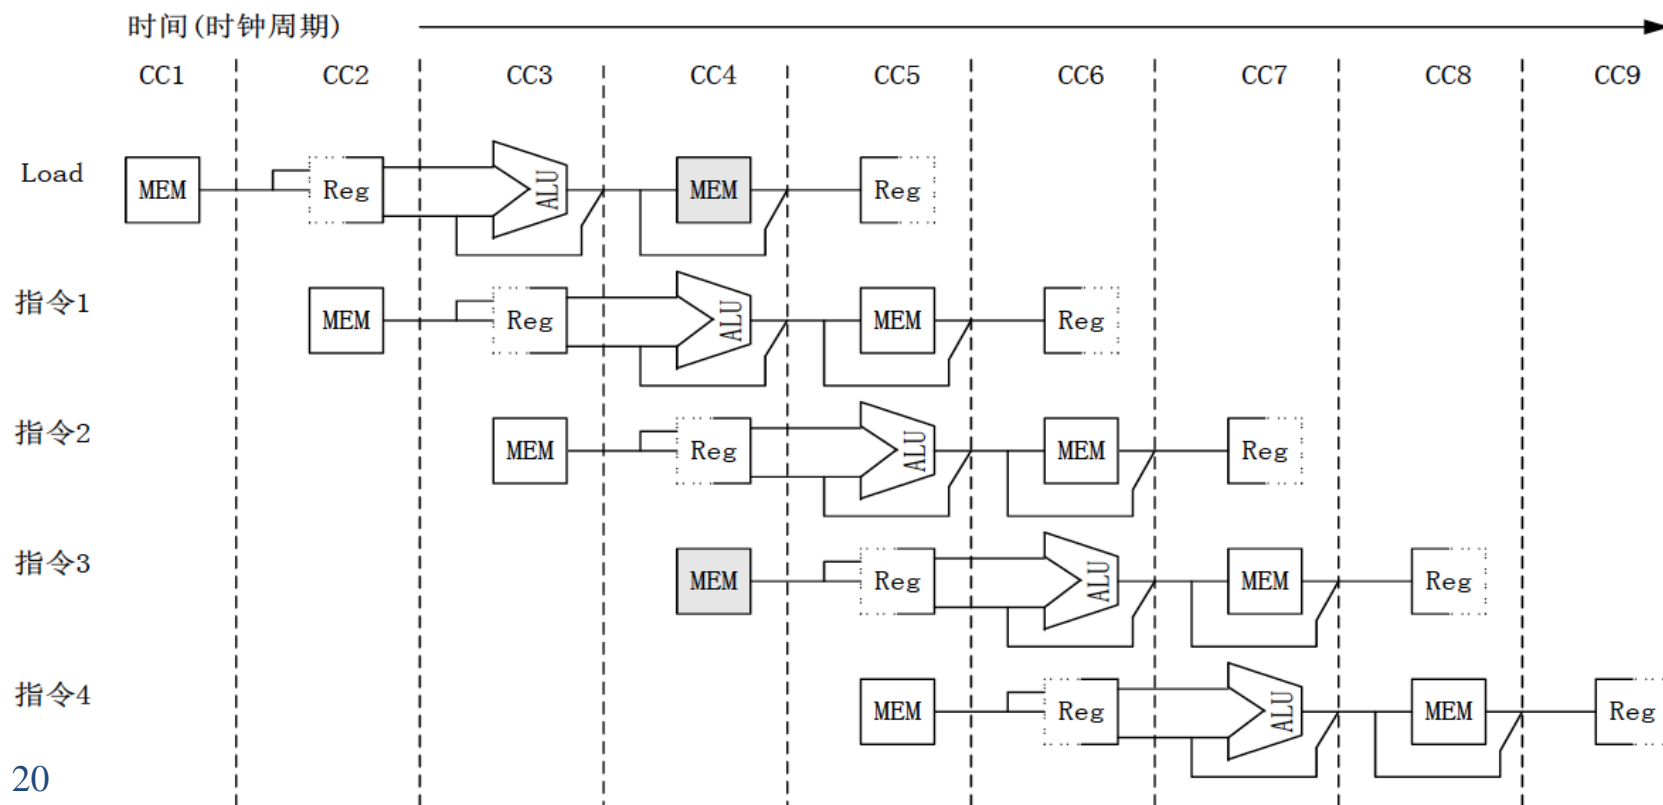 时间(时钟周期)
CC1 CC2 CC3 CC4 CC5 CC6 CC7 CC8 CC9
Load MEM Reg ALU MEM Reg
指令1 MEM Reg ALU MEM Reg
指令2 MEM Reg ALU MEM Reg
指令3 MEM Reg ALU MEM Reg
指令4 MEM Reg ALU MEM Reg
20